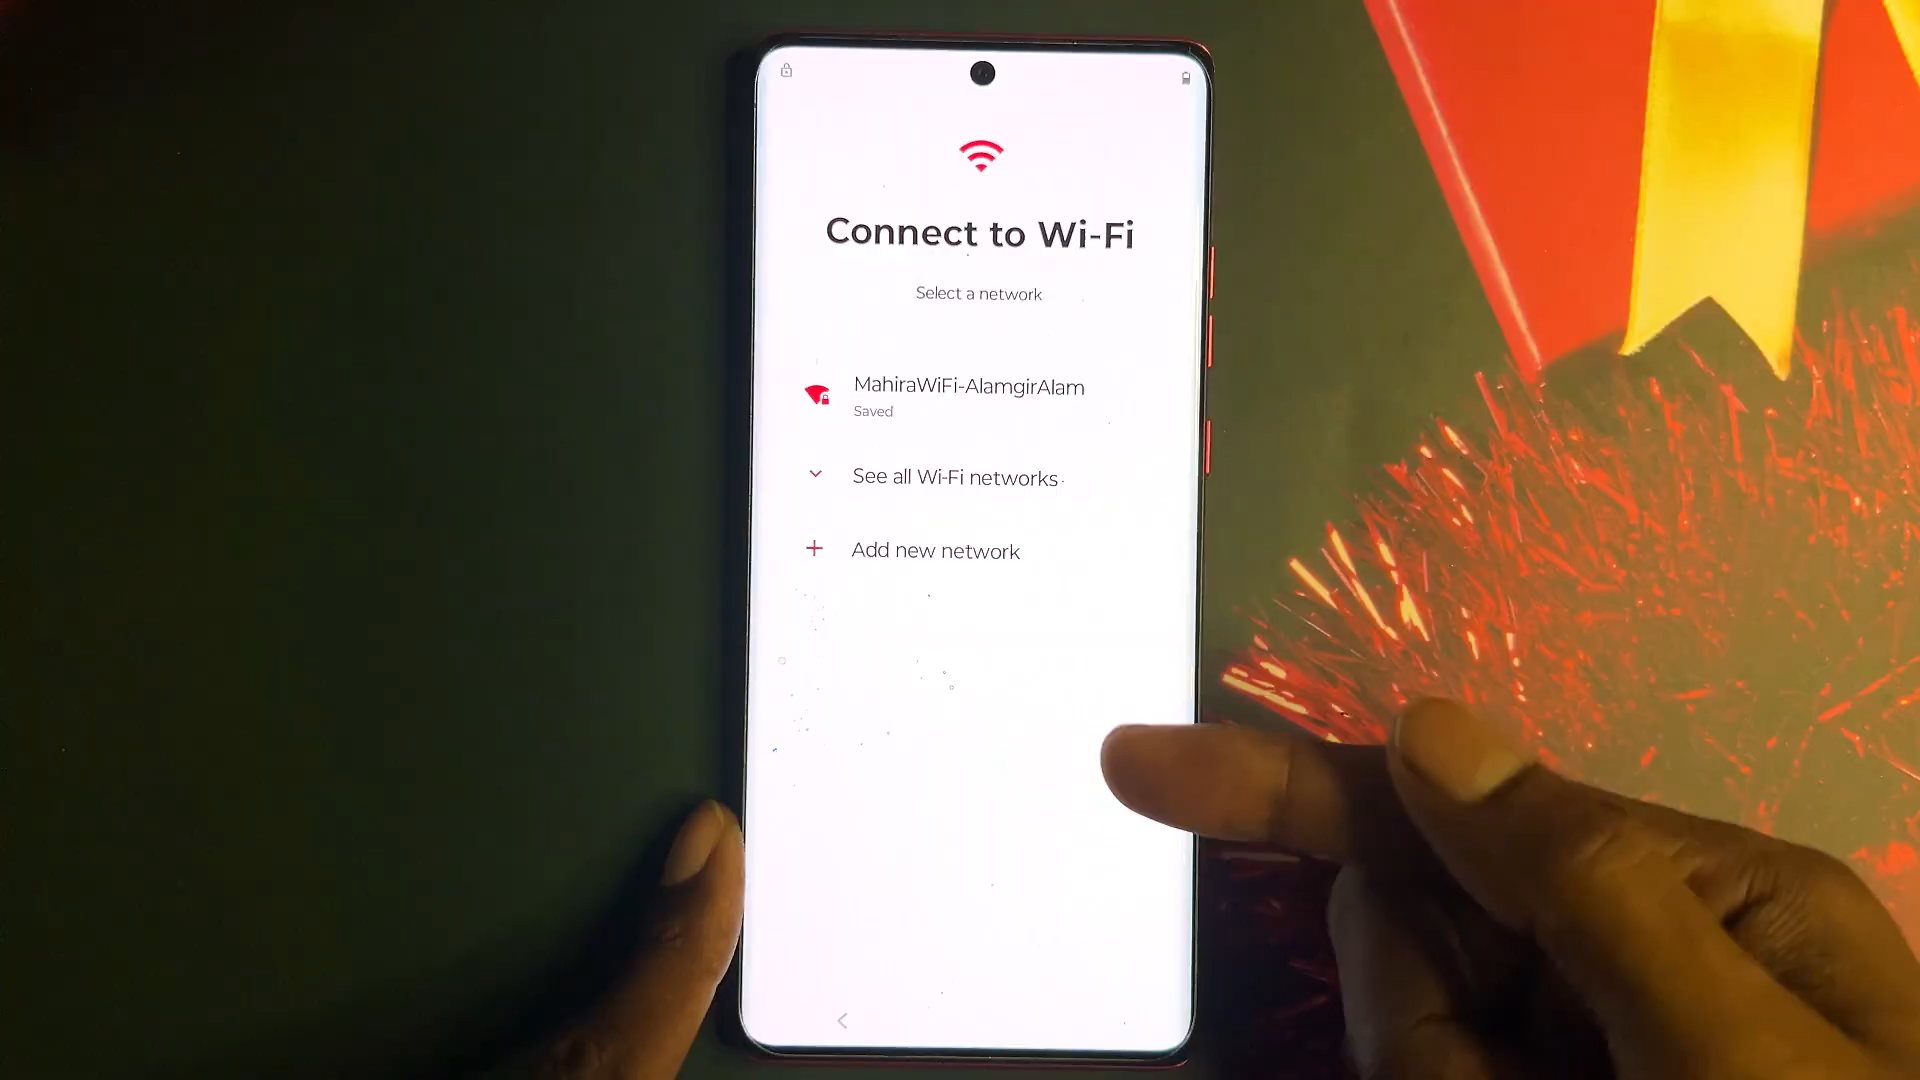 Connect to Wi-Fi
Select a network
MahiraWiFi-AlamgirAlam
Saved
See all Wi-Fi networks
Add new network